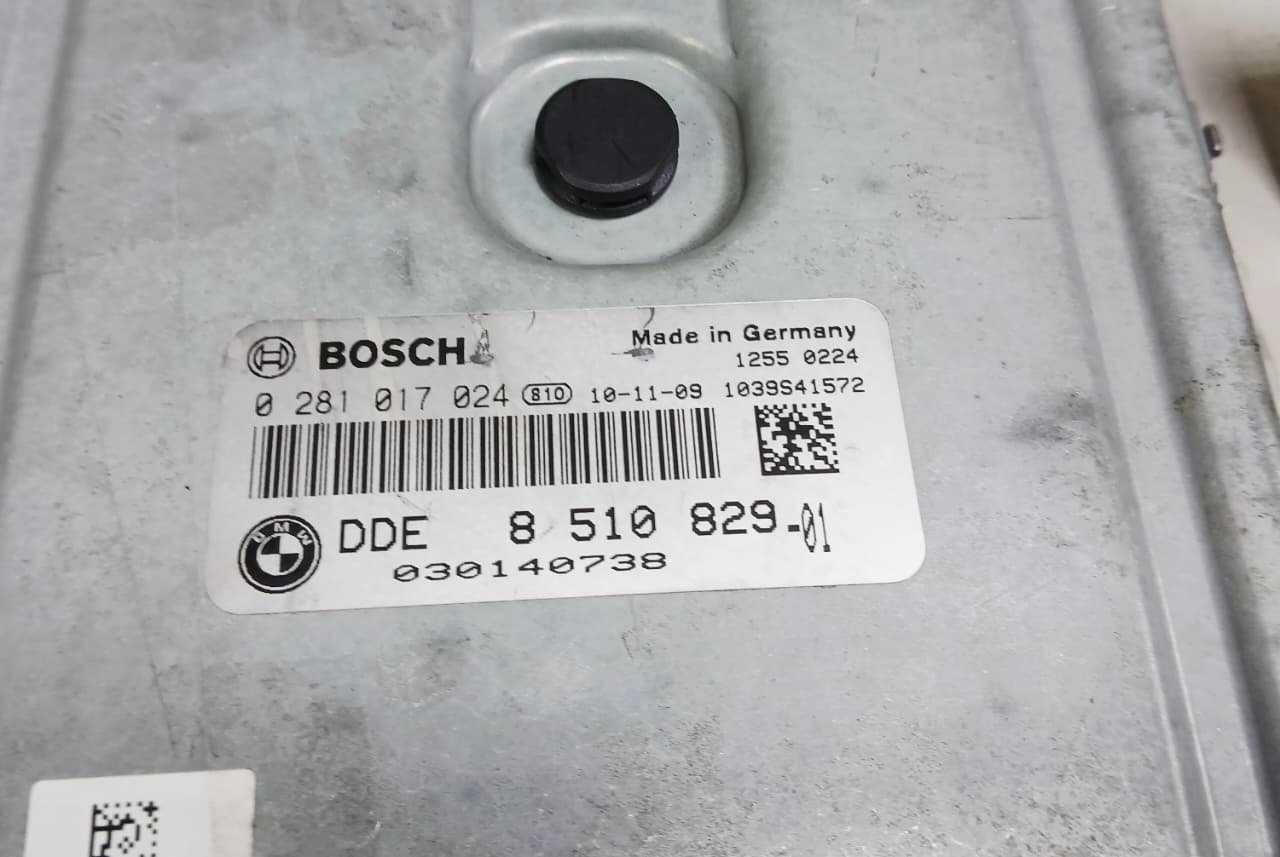 BOSCH
Made in Germany
1255 0224
0 281 017 024 810 10-11-09 1039S41572
BMW DDE 8 510 829-01
030140738